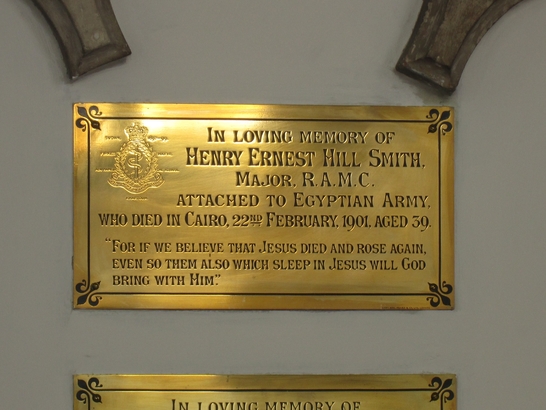 IN LOVING MEMORY OF
HENRY ERNEST HILL SMITH,
MAJOR, R.A.M.C.
ATTACHED TO EGYPTIAN ARMY,
WHO DIED IN CAIRO, 22ND FEBRUARY, 1901, AGED 39.
"FOR IF WE BELIEVE THAT JESUS DIED AND ROSE AGAIN,
EVEN SO THEM ALSO WHICH SLEEP IN JESUS WILL GOD
BRING WITH HIM."
IN LOVING MEMORY OF